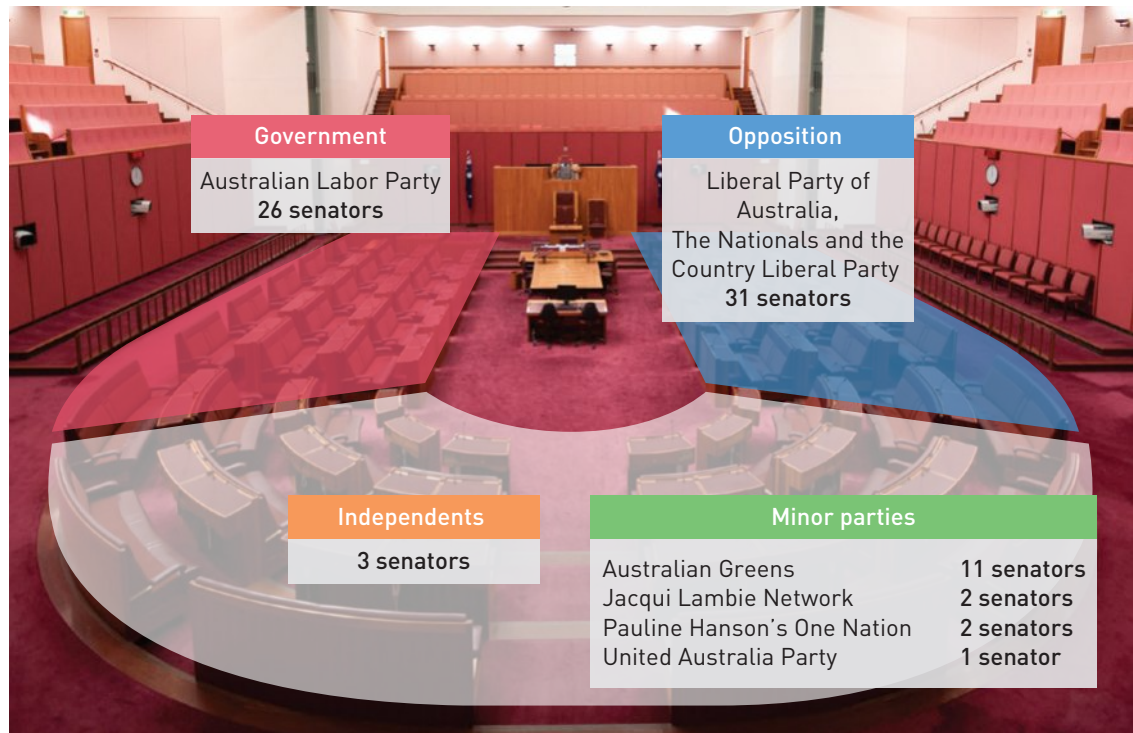 Government
Australian Labor Party
26 senators
Opposition
Liberal Party of
Australia,
The Nationals and the
Country Liberal Party
31 senators
Independents
3 senators
Minor parties
Australian Greens 11 senators
Jacqui Lambie Network 2 senators
Pauline Hanson's One Nation 2 senators
United Australia Party 1 senator